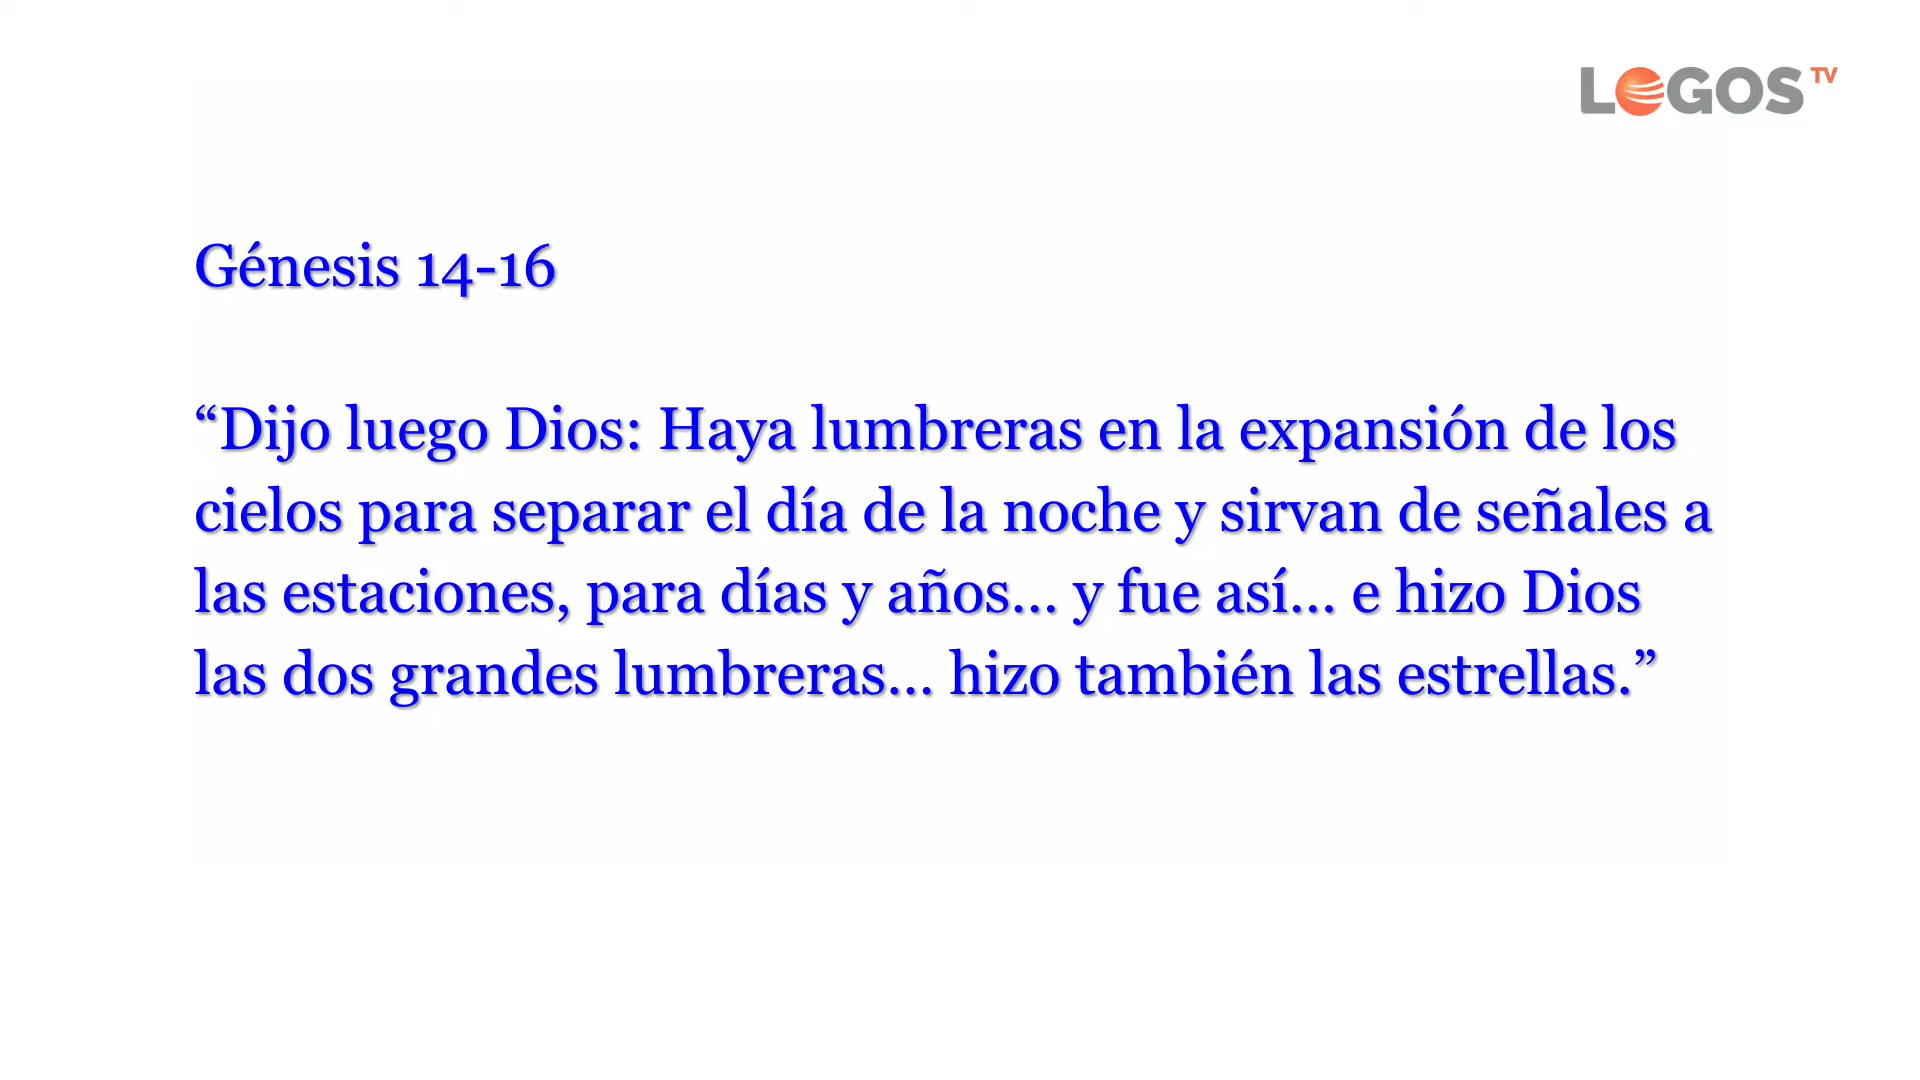 LOGOS TV
Génesis 14-16
“Dijo luego Dios: Haya lumbreras en la expansión de los
cielos para separar el día de la noche y sirvan de señales a
las estaciones, para días y años... y fue así... e hizo Dios
las dos grandes lumbreras... hizo también las estrellas.”